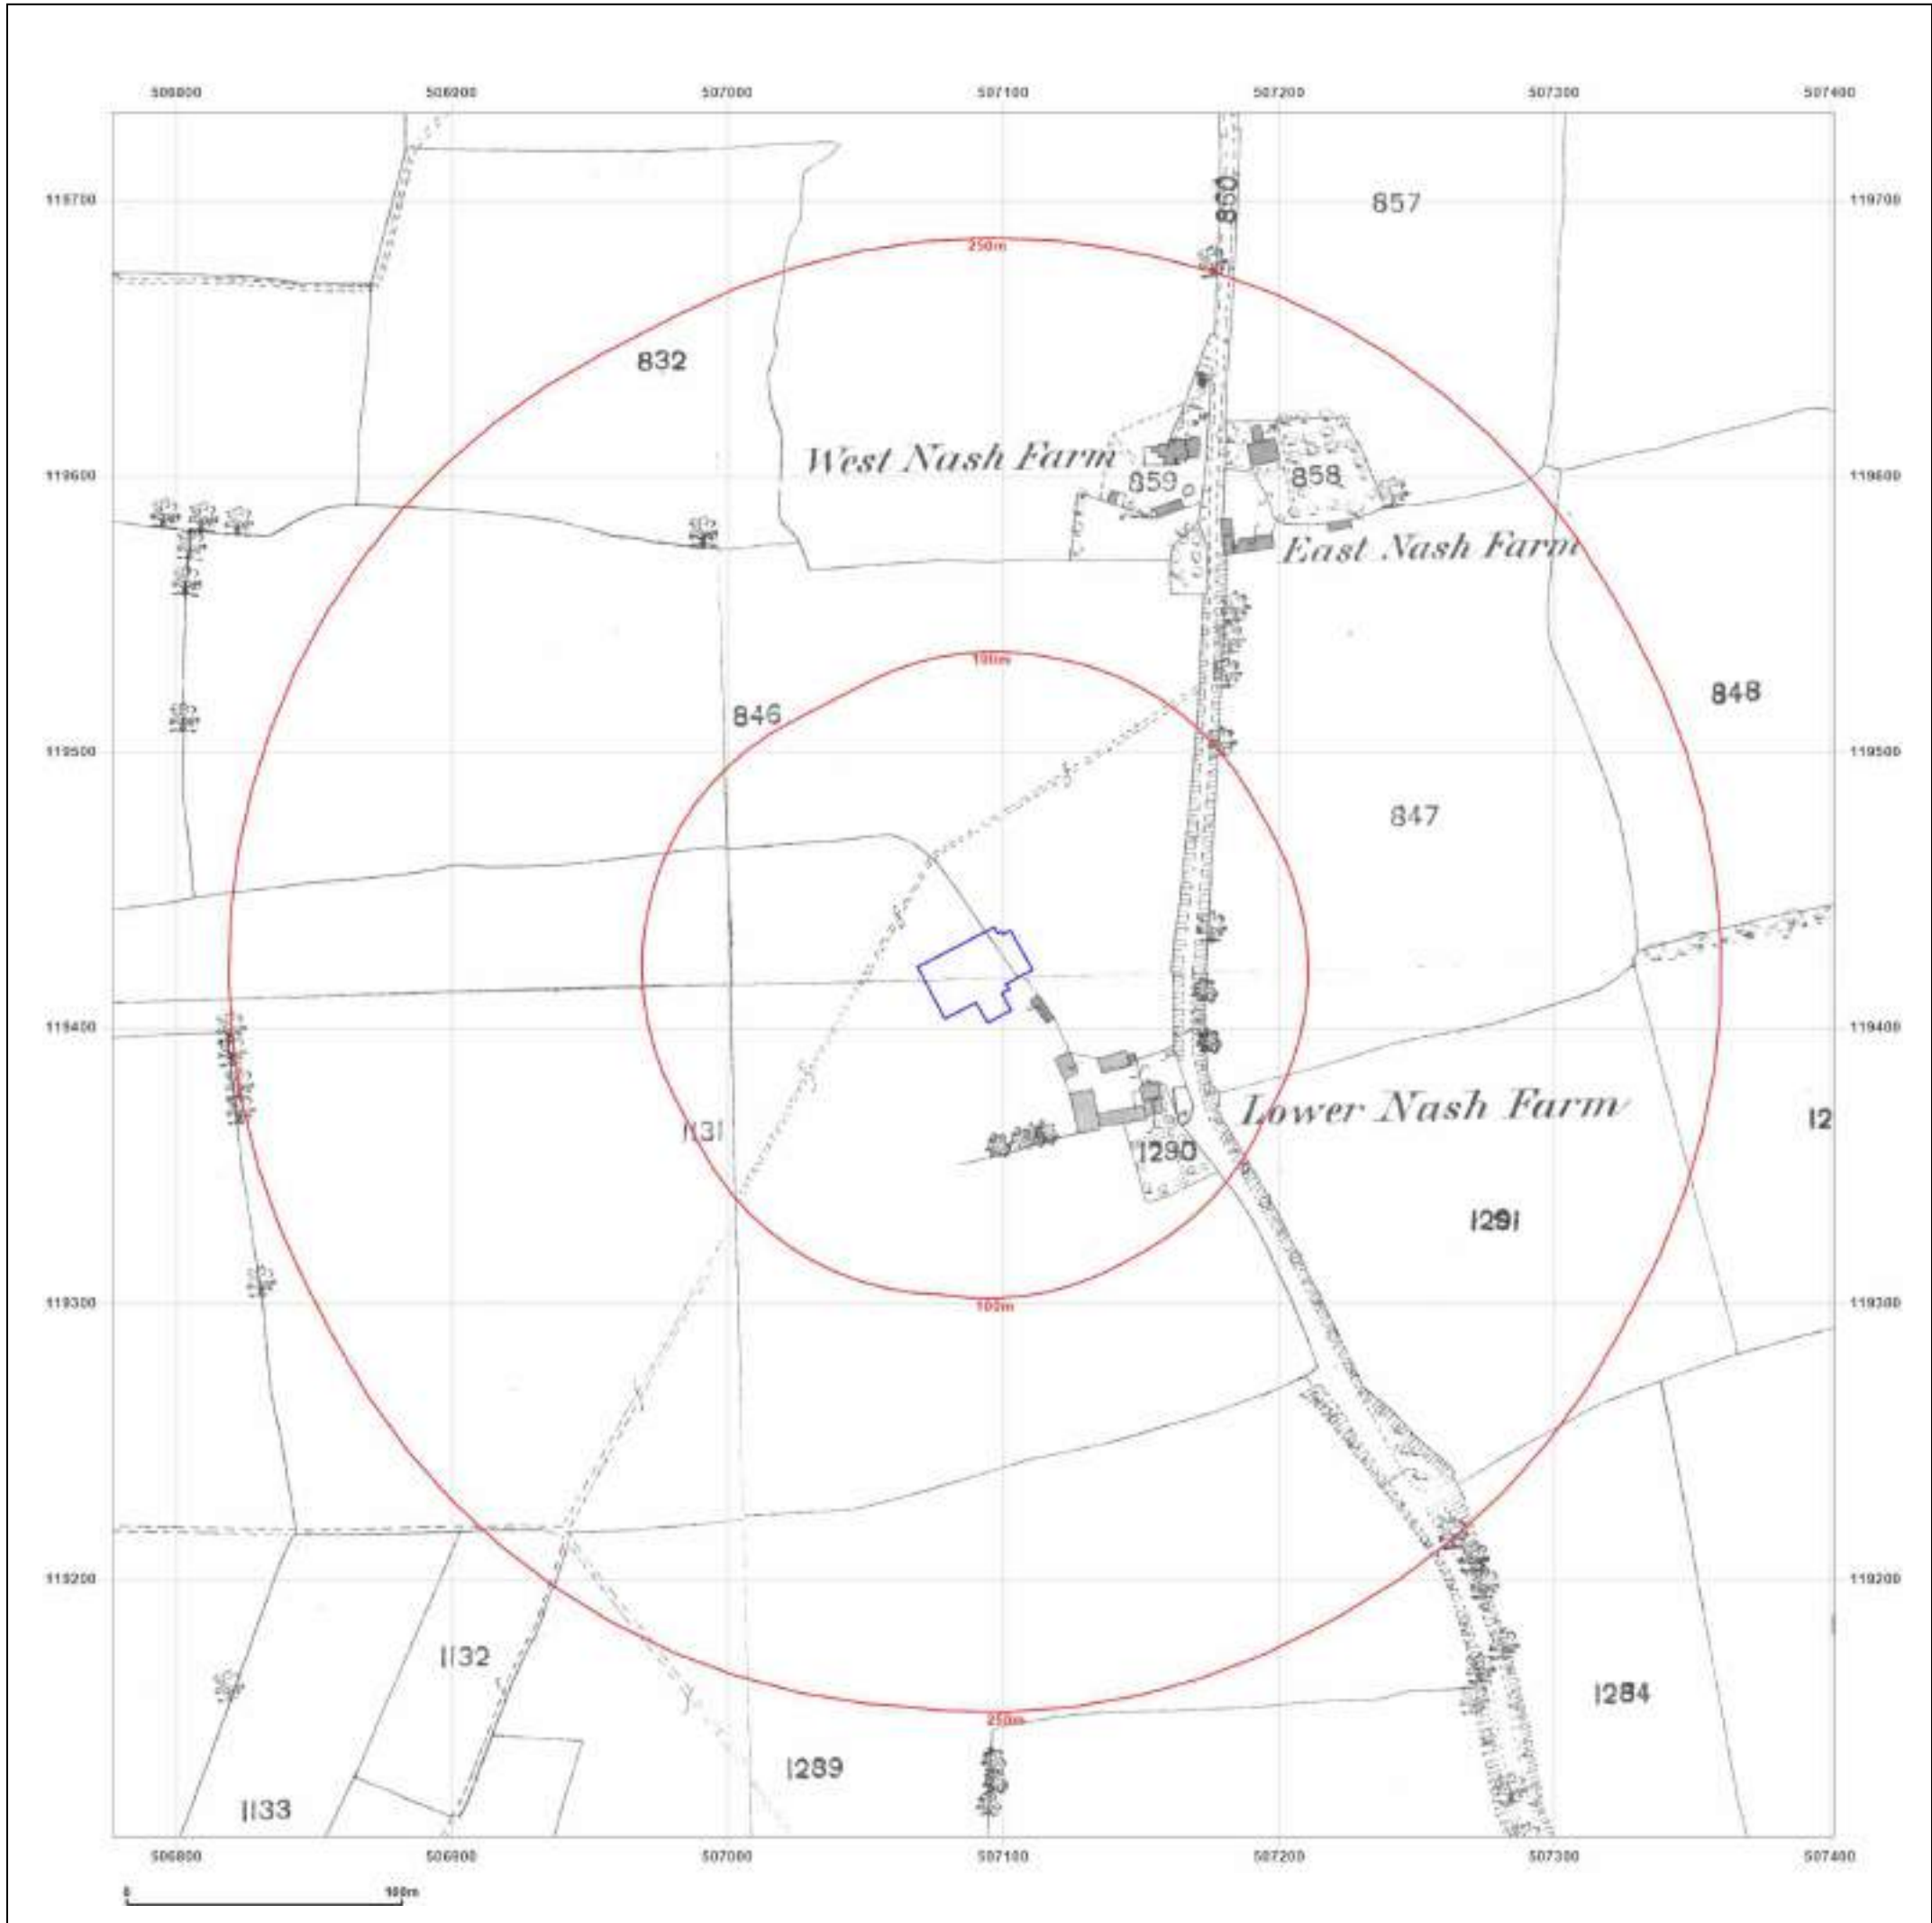 506800 506900 507000 507100 507200 507300 507400
119700 860 857 119700
250m
832
West Nash Farm
119600 859 858 119600
East Nash Farm
100m
846 848
119500 119500
847
119400 119400
Lower Nash Farm
1131 1290 12
1291
119300 119300
100m
119200 119200
1132
1284
250m
1289
1133
506800 506900 507000 507100 507200 507300 507400
0 100m